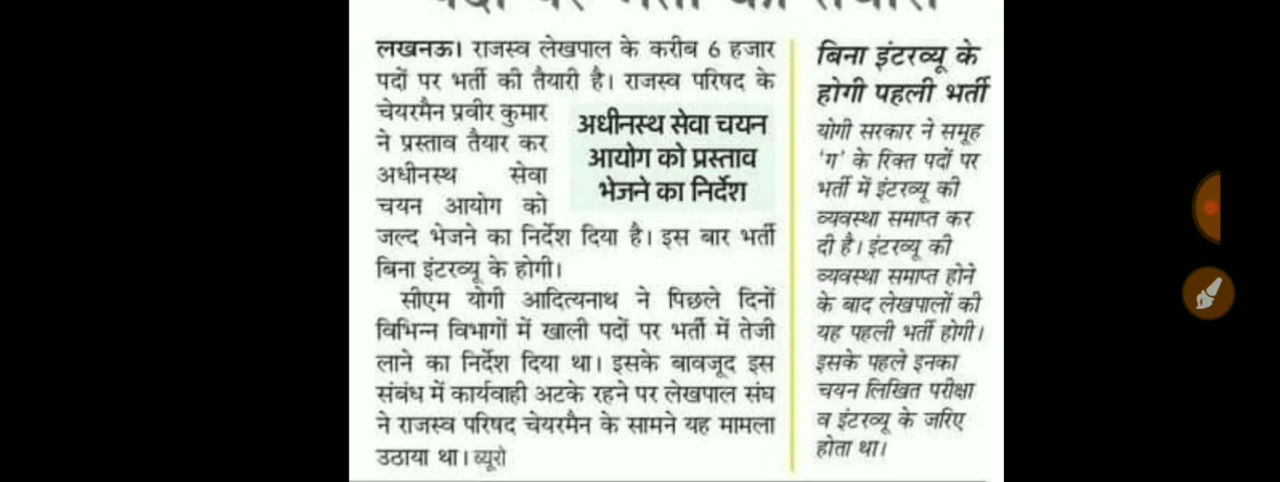 लखनऊ। राजस्व लेखपाल के करीब 6 हजार
पदों पर भर्ती की तैयारी है। राजस्व परिषद के
चेयरमैन प्रवीर कुमार
ने प्रस्ताव तैयार कर
अधीनस्थ सेवा
चयन आयोग को
जल्द भेजने का निर्देश दिया है। इस बार भर्ती
बिना इंटरव्यू के होगी।
अधीनस्थ सेवा चयन
आयोग को प्रस्ताव
भेजने का निर्देश
सीएम योगी आदित्यनाथ ने पिछले दिनों
विभिन्न विभागों में खाली पदों पर भर्ती में तेजी
लाने का निर्देश दिया था। इसके बावजूद इस
संबंध में कार्यवाही अटके रहने पर लेखपाल संघ
ने राजस्व परिषद चेयरमैन के सामने यह मामला
उठाया था। ब्यूरो
बिना इंटरव्यू के
होगी पहली भर्ती
योगी सरकार ने समूह
'ग' के रिक्त पदों पर
भर्ती में इंटरव्यू की
व्यवस्था समाप्त कर
दी है। इंटरव्यू की
व्यवस्था समाप्त होने
के बाद लेखपालों की
यह पहली भर्ती होगी।
इसके पहले इनका
चयन लिखित परीक्षा
व इंटरव्यू के जरिए
होता था।